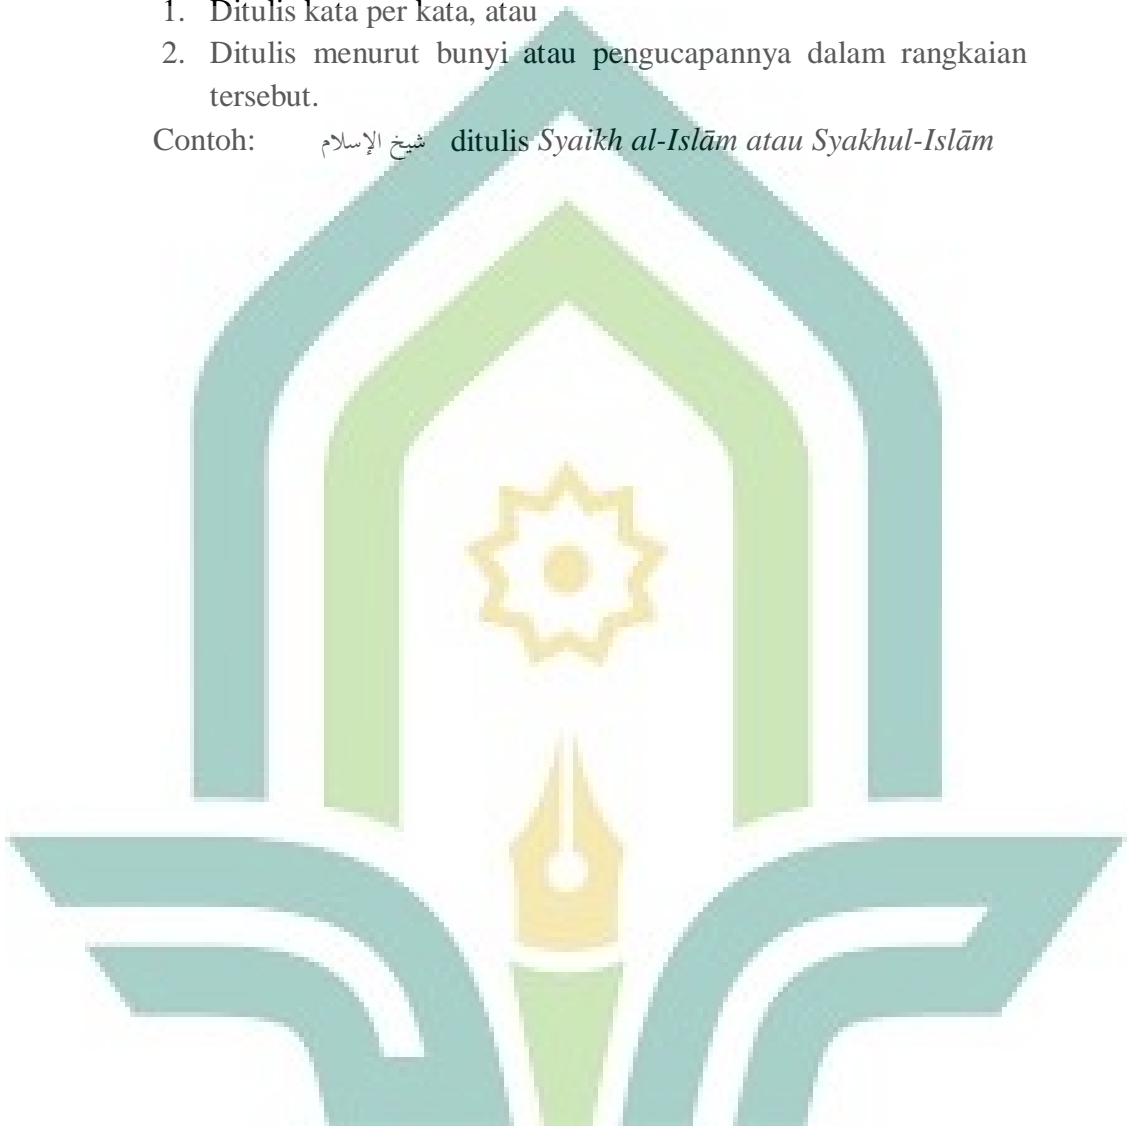 1. Ditulis kata per kata, atau
2. Ditulis menurut bunyi atau pengucapannya dalam rangkaian
tersebut.
Contoh: شيخ الإسلام ditulis Syaikh al-Islām atau Syakhul-Islām